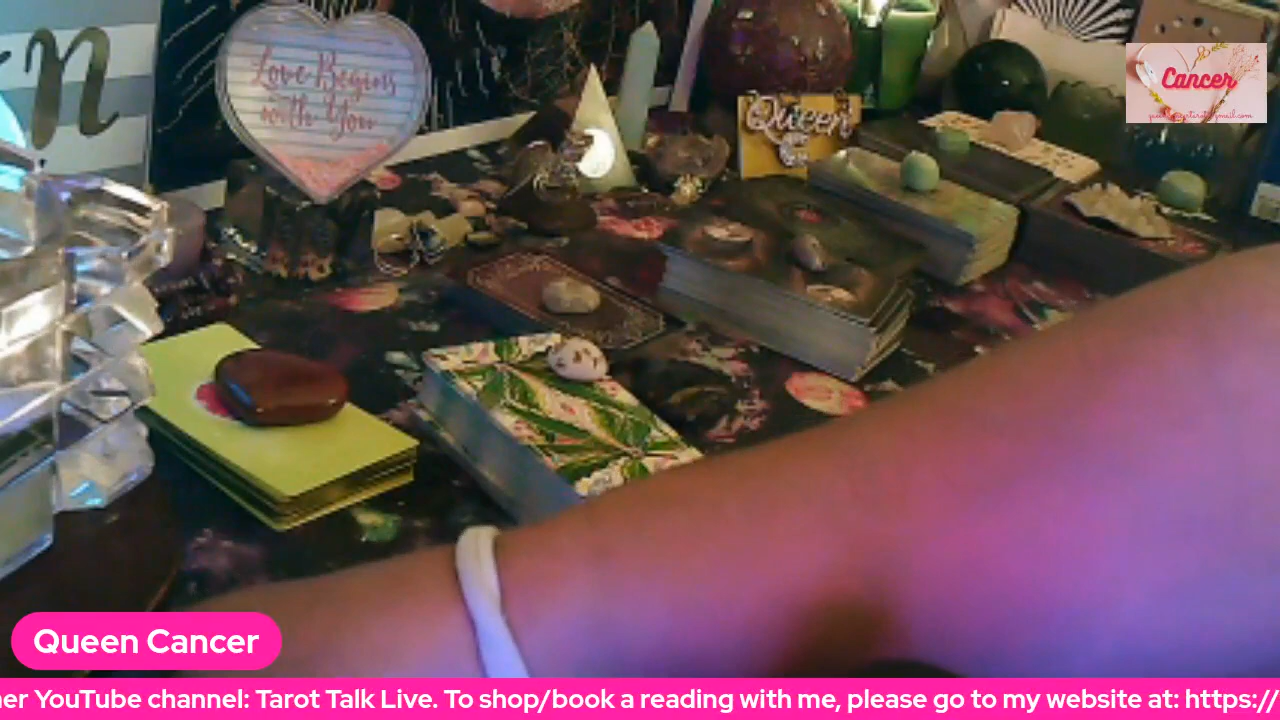 n
Love Begins
with You
Queen
Cancer
Queen Cancer
ner YouTube channel: Tarot Talk Live. To shop/book a reading with me, please go to my website at: https://